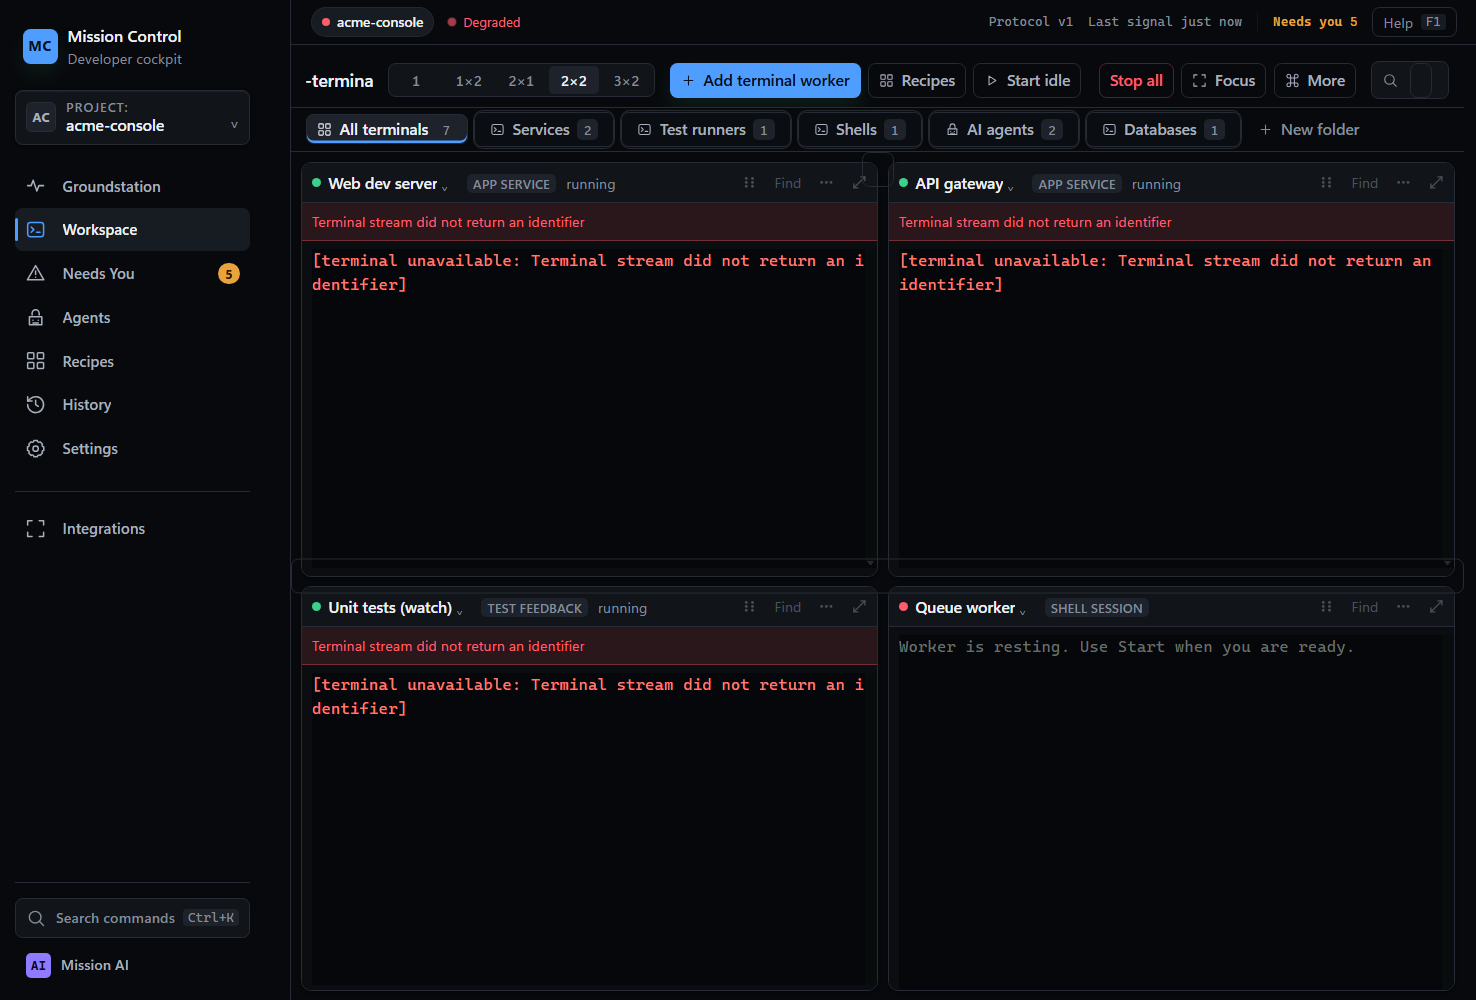 MC
Mission Control
Developer cockpit
AC
PROJECT:
acme-console
Groundstation
Workspace
Needs You 5
Agents
Recipes
History
Settings
Integrations
Search commands Ctrl+K
AI Mission AI
acme-console Degraded Protocol v1 Last signal just now Needs you 5 Help F1
-termina 1 1×2 2×1 2×2 3×2 + Add terminal worker Recipes Start idle Stop all Focus More
All terminals 7 Services 2 Test runners 1 Shells 1 AI agents 2 Databases 1 + New folder
Web dev server APP SERVICE running Find
Terminal stream did not return an identifier
[terminal unavailable: Terminal stream did not return an i
dentifier]
API gateway APP SERVICE running Find
Terminal stream did not return an identifier
[terminal unavailable: Terminal stream did not return an
identifier]
Unit tests (watch) TEST FEEDBACK running Find
Terminal stream did not return an identifier
[terminal unavailable: Terminal stream did not return an i
dentifier]
Queue worker SHELL SESSION Find
Worker is resting. Use Start when you are ready.